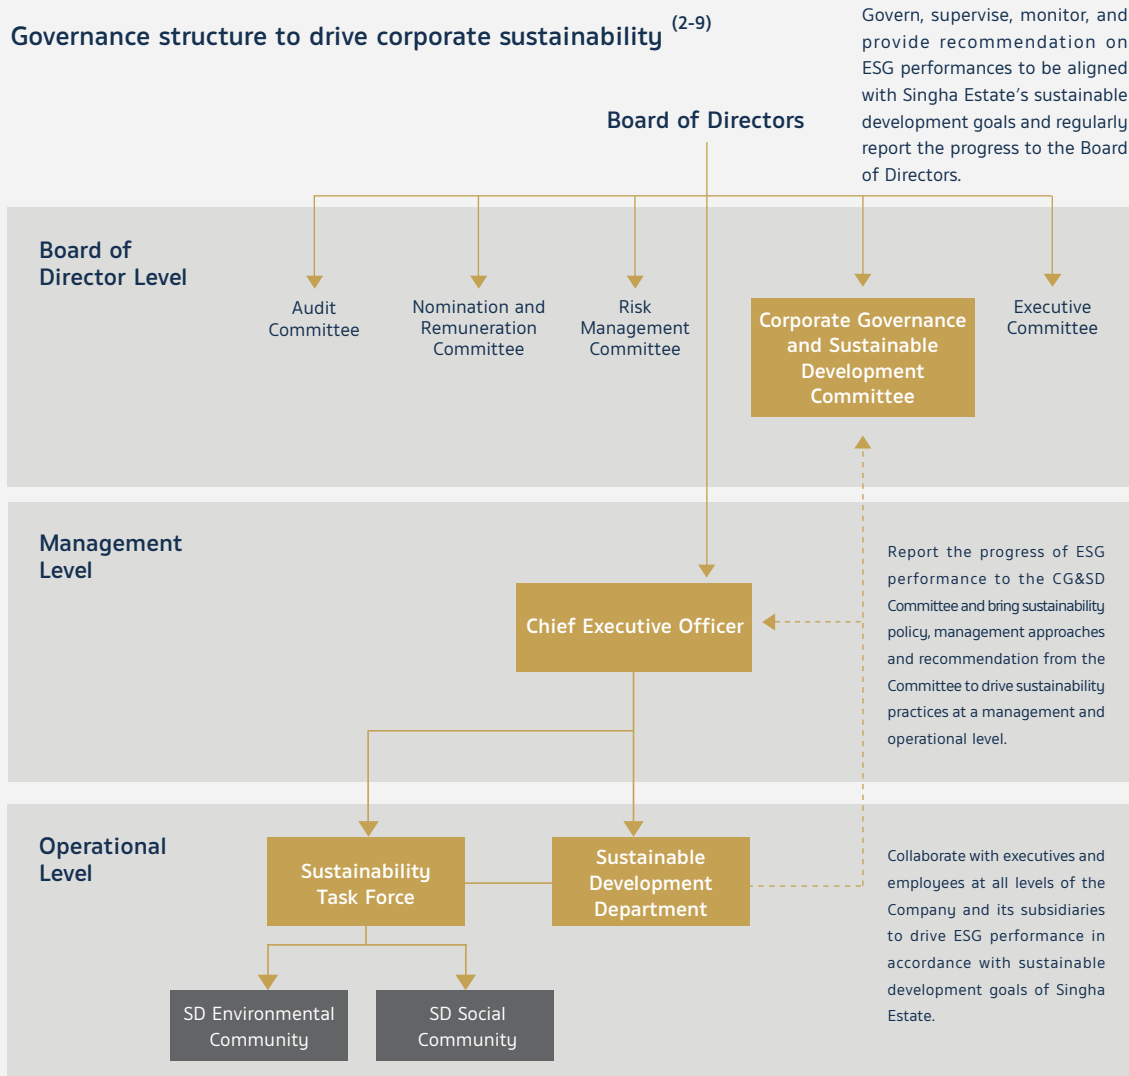 Governance structure to drive corporate sustainability (2-9)
Govern, supervise, monitor, and
provide recommendation on
ESG performances to be aligned
with Singha Estate's sustainable
development goals and regularly
report the progress to the Board
of Directors.
Board of Directors
Board of
Director Level
Audit
Committee
Nomination and
Remuneration
Committee
Risk
Management
Committee
Corporate Governance
and Sustainable
Development
Committee
Executive
Committee
Management
Level
Chief Executive Officer
Report the progress of ESG
performance to the CG&SD
Committee and bring sustainability
policy, management approaches
and recommendation from the
Committee to drive sustainability
practices at a management and
operational level.
Operational
Level
Sustainability
Task Force
Sustainable
Development
Department
Collaborate with executives and
employees at all levels of the
Company and its subsidiaries
to drive ESG performance in
accordance with sustainable
development goals of Singha
Estate.
SD Environmental
Community
SD Social
Community